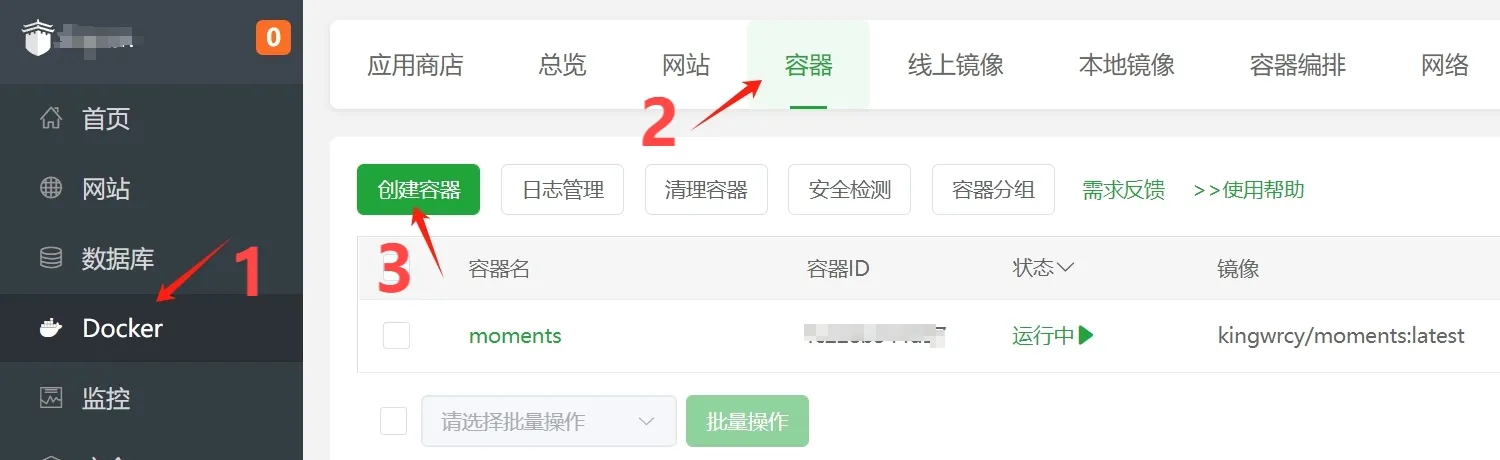 0
首页
网站
数据库
Docker
监控
1
应用商店 总览 网站 容器 线上镜像 本地镜像 容器编排 网络
2
创建容器 日志管理 清理容器 安全检测 容器分组 需求反馈 >>使用帮助
3
容器名 容器ID 状态 镜像
moments 运行中 kingwrcy/moments:latest
请选择批量操作 批量操作